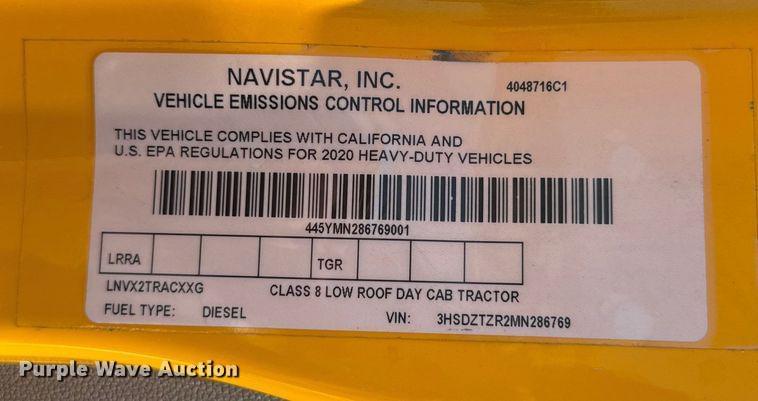 NAVISTAR, INC.
4048716C1
VEHICLE EMISSIONS CONTROL INFORMATION
THIS VEHICLE COMPLIES WITH CALIFORNIA AND
U.S. EPA REGULATIONS FOR 2020 HEAVY-DUTY VEHICLES
445YMN286769001
LRRA TGR
LNVX2TRACXXG CLASS 8 LOW ROOF DAY CAB TRACTOR
FUEL TYPE: DIESEL VIN: 3HSDZTZR2MN286769
Purple Wave Auction